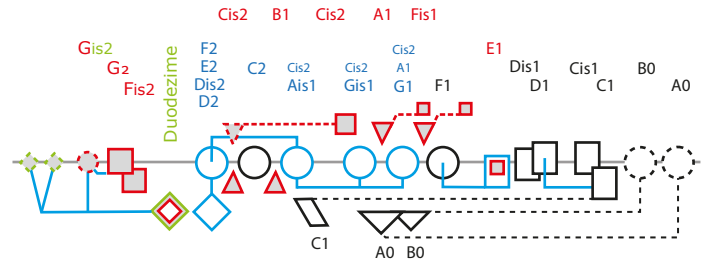 Cis2 B1 Cis2 A1 Fis1
Gis2
G2
Fis2
Duodezime
F2
E2
Dis2
D2
C2
Cis2
Ais1
Cis2
Gis1
Cis2
A1
G1
F1
E1
Dis1
D1
Cis1
C1
B0
A0
C1
A0 B0